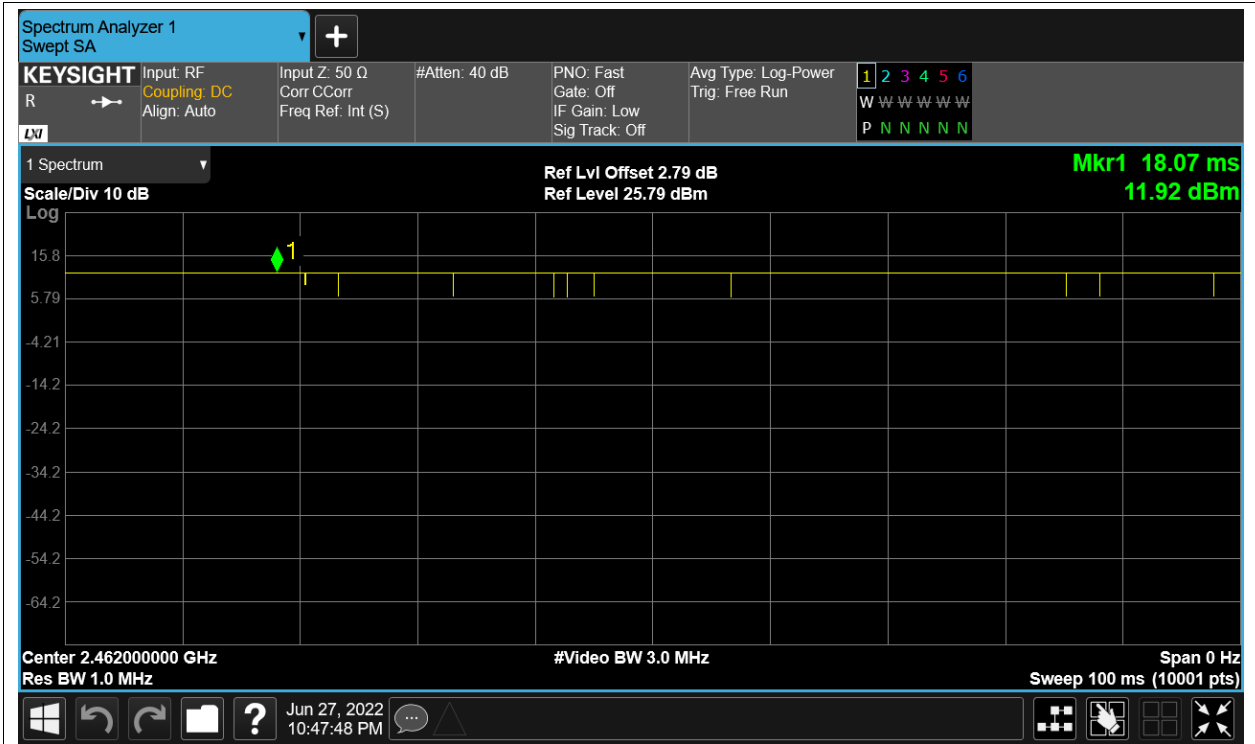 Spectrum Analyzer 1
Swept SA
KEYSIGHT
R
LXI
Input: RF
Coupling: DC
Align: Auto
Input Z: 50 Ω
Corr CCorr
Freq Ref: Int (S)
#Atten: 40 dB
PNO: Fast
Gate: Off
IF Gain: Low
Sig Track: Off
Avg Type: Log-Power
Trig: Free Run
1 2 3 4 5 6
W W W W W W
P N N N N N
1 Spectrum
Scale/Div 10 dB
Log
Ref Lvl Offset 2.79 dB
Ref Level 25.79 dBm
Mkr1 18.07 ms
11.92 dBm
1
15.8
5.79
-4.21
-14.2
-24.2
-34.2
-44.2
-54.2
-64.2
Center 2.462000000 GHz
Res BW 1.0 MHz
#Video BW 3.0 MHz
Span 0 Hz
Sweep 100 ms (10001 pts)
?
Jun 27, 2022
10:47:48 PM